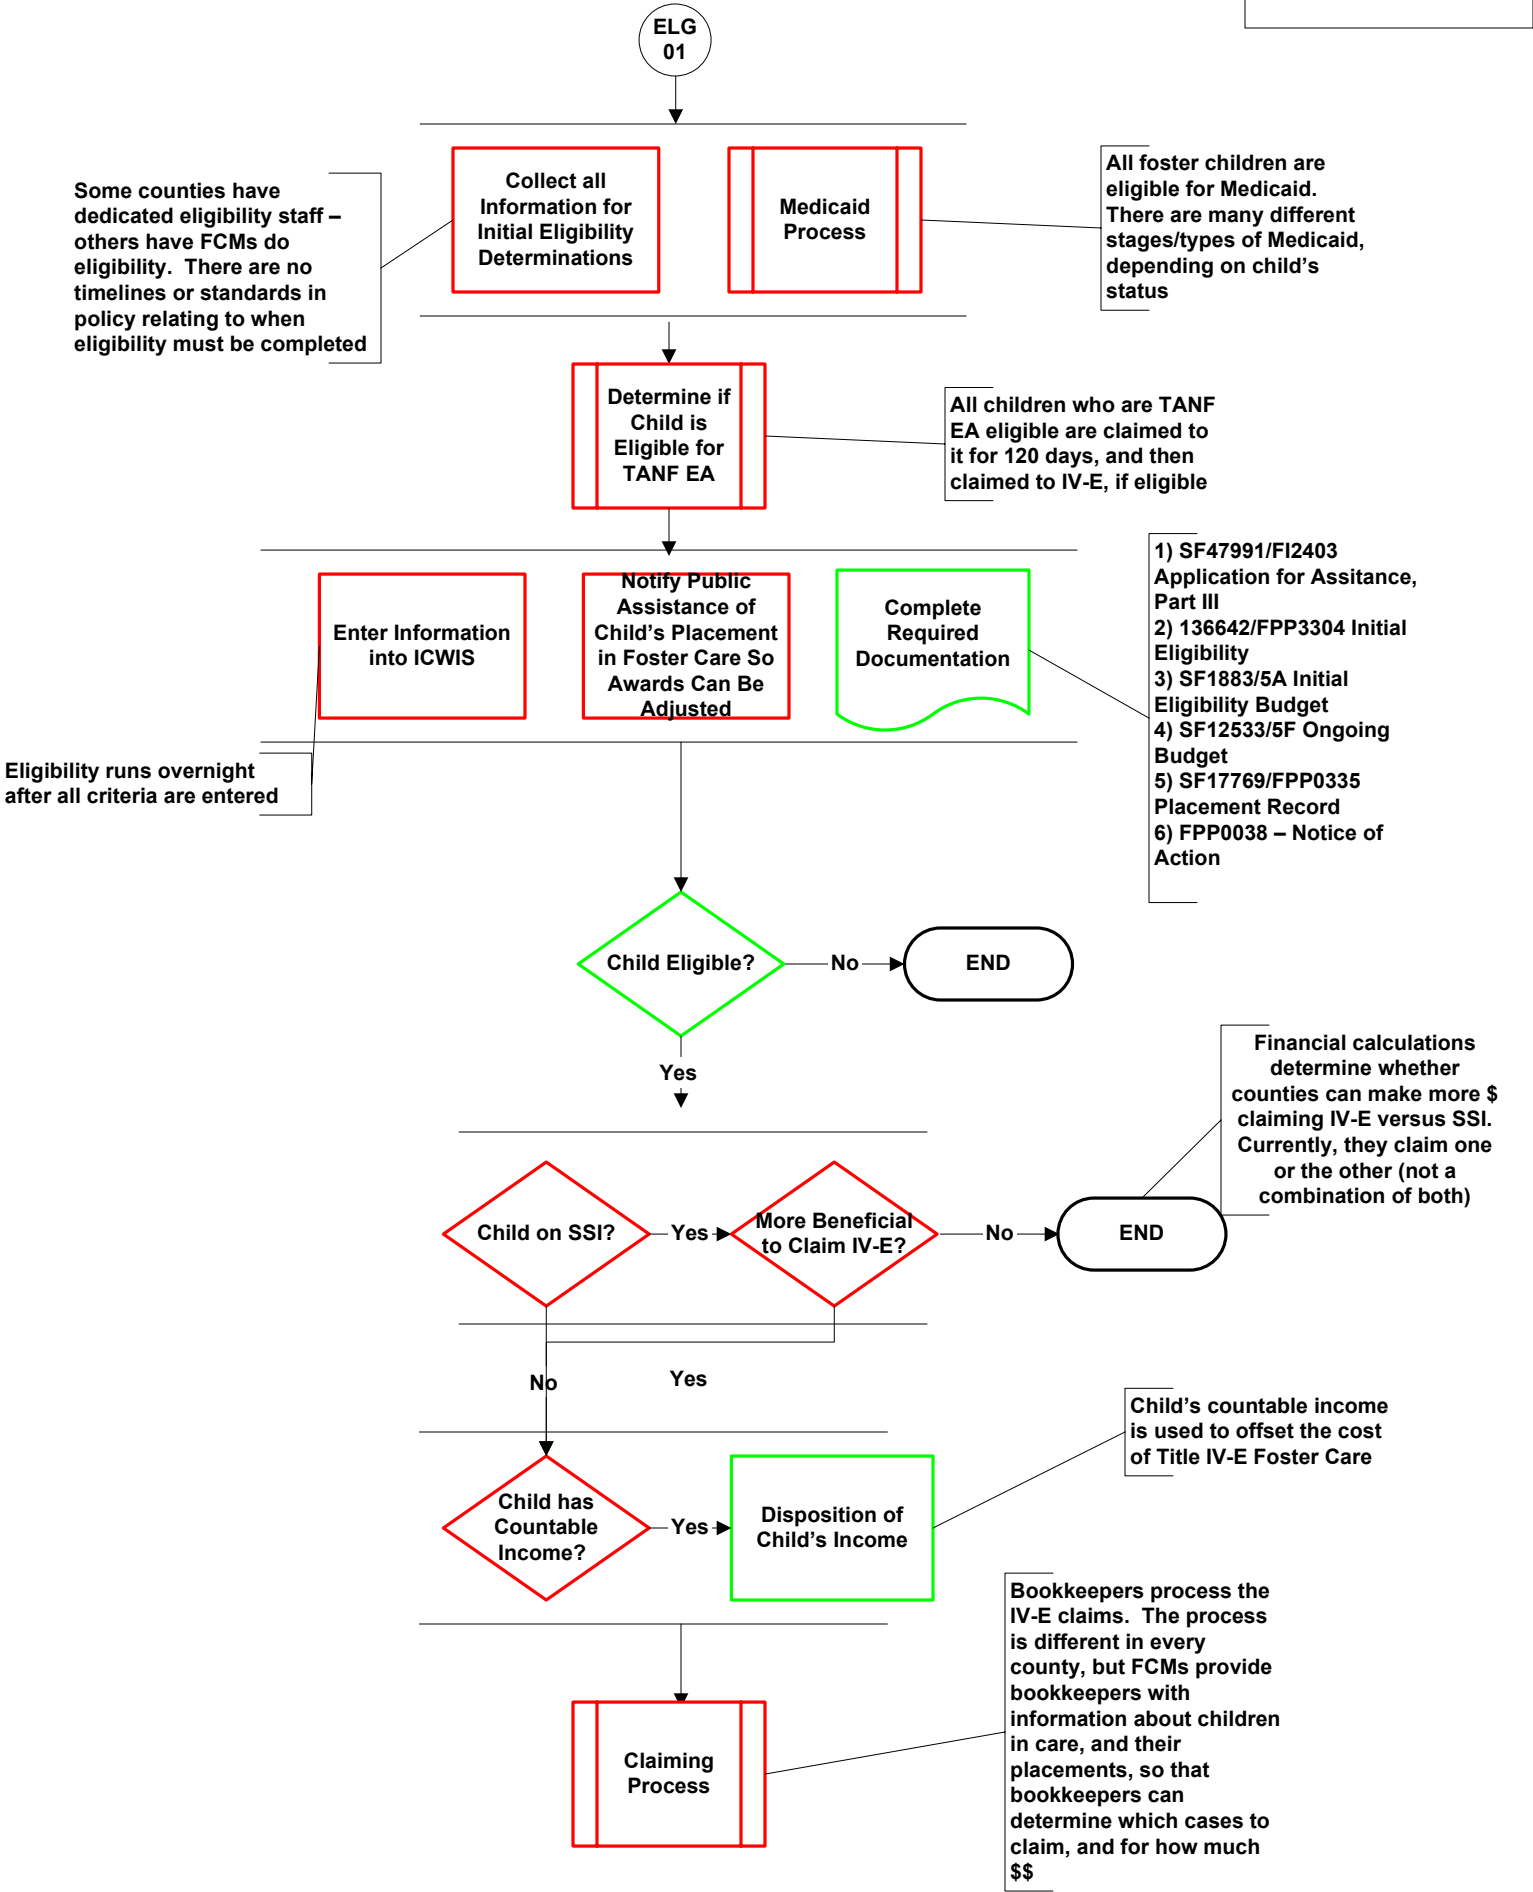 ELG
01
Some counties have
dedicated eligibility staff –
others have FCMs do
eligibility.  There are no
timelines or standards in
policy relating to when
eligibility must be completed
Collect all
Information for
Initial Eligibility
Determinations
Medicaid
Process
All foster children are
eligible for Medicaid.
There are many different
stages/types of Medicaid,
depending on child's
status
Determine if
Child is
Eligible for
TANF EA
All children who are TANF
EA eligible are claimed to
it for 120 days, and then
claimed to IV-E, if eligible
Enter Information
into ICWIS
Notify Public
Assistance of
Child's Placement
in Foster Care So
Awards Can Be
Adjusted
Complete
Required
Documentation
1) SF47991/FI2403
Application for Assitance,
Part III
2) 136642/FPP3304 Initial
Eligibility
3) SF1883/5A Initial
Eligibility Budget
4) SF12533/5F Ongoing
Budget
5) SF17769/FPP0335
Placement Record
6) FPP0038 – Notice of
Action
Eligibility runs overnight
after all criteria are entered
Child Eligible?
No
END
Yes
Financial calculations
determine whether
counties can make more $
claiming IV-E versus SSI.
Currently, they claim one
or the other (not a
combination of both)
Child on SSI?
Yes
More Beneficial
to Claim IV-E?
No
END
No
Yes
Child's countable income
is used to offset the cost
of Title IV-E Foster Care
Child has
Countable
Income?
Yes
Disposition of
Child's Income
Bookkeepers process the
IV-E claims.  The process
is different in every
county, but FCMs provide
bookkeepers with
information about children
in care, and their
placements, so that
bookkeepers can
determine which cases to
claim, and for how much
$$
Claiming
Process